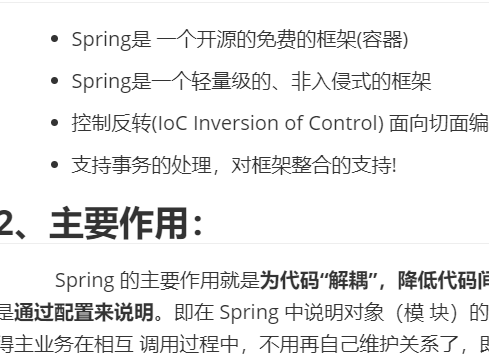 Spring是 一个开源的免费的框架(容器)
Spring是一个轻量级的、非入侵式的框架
控制反转(IoC Inversion of Control) 面向切面编
支持事务的处理，对框架整合的支持!
2、主要作用：
Spring 的主要作用就是为代码“解耦”，降低代码间
是通过配置来说明。即在 Spring 中说明对象（模 块）的
得主业务在相互 调用过程中，不用再自己维护关系了，即